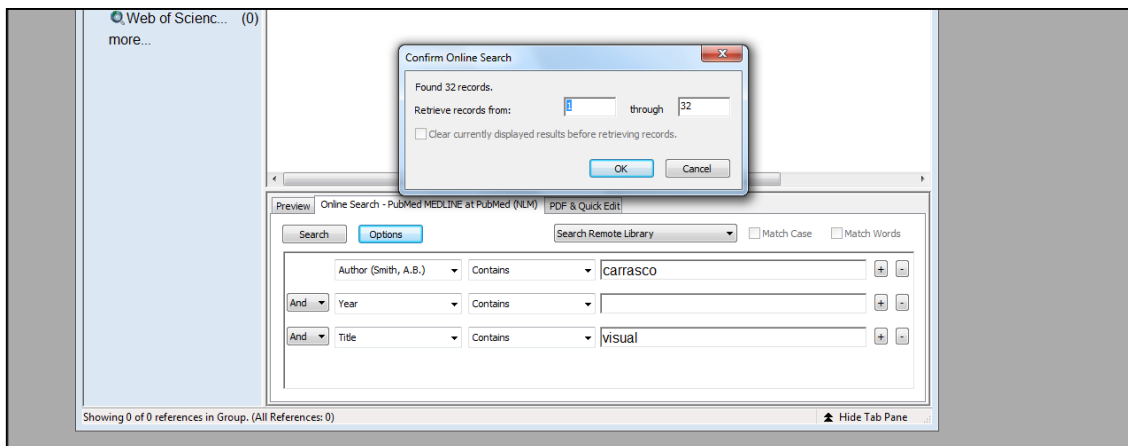 Web of Scienc... (0)
more...
Confirm Online Search
Found 32 records.
Retrieve records from: 1 through 32
Clear currently displayed results before retrieving records.
OK Cancel
Preview Online Search - PubMed MEDLINE at PubMed (NLM) PDF & Quick Edit
Search Options Search Remote Library Match Case Match Words
Author (Smith, A.B.) Contains carrasco + -
And Year Contains + -
And Title Contains visual + -
Showing 0 of 0 references in Group. (All References: 0) Hide Tab Pane